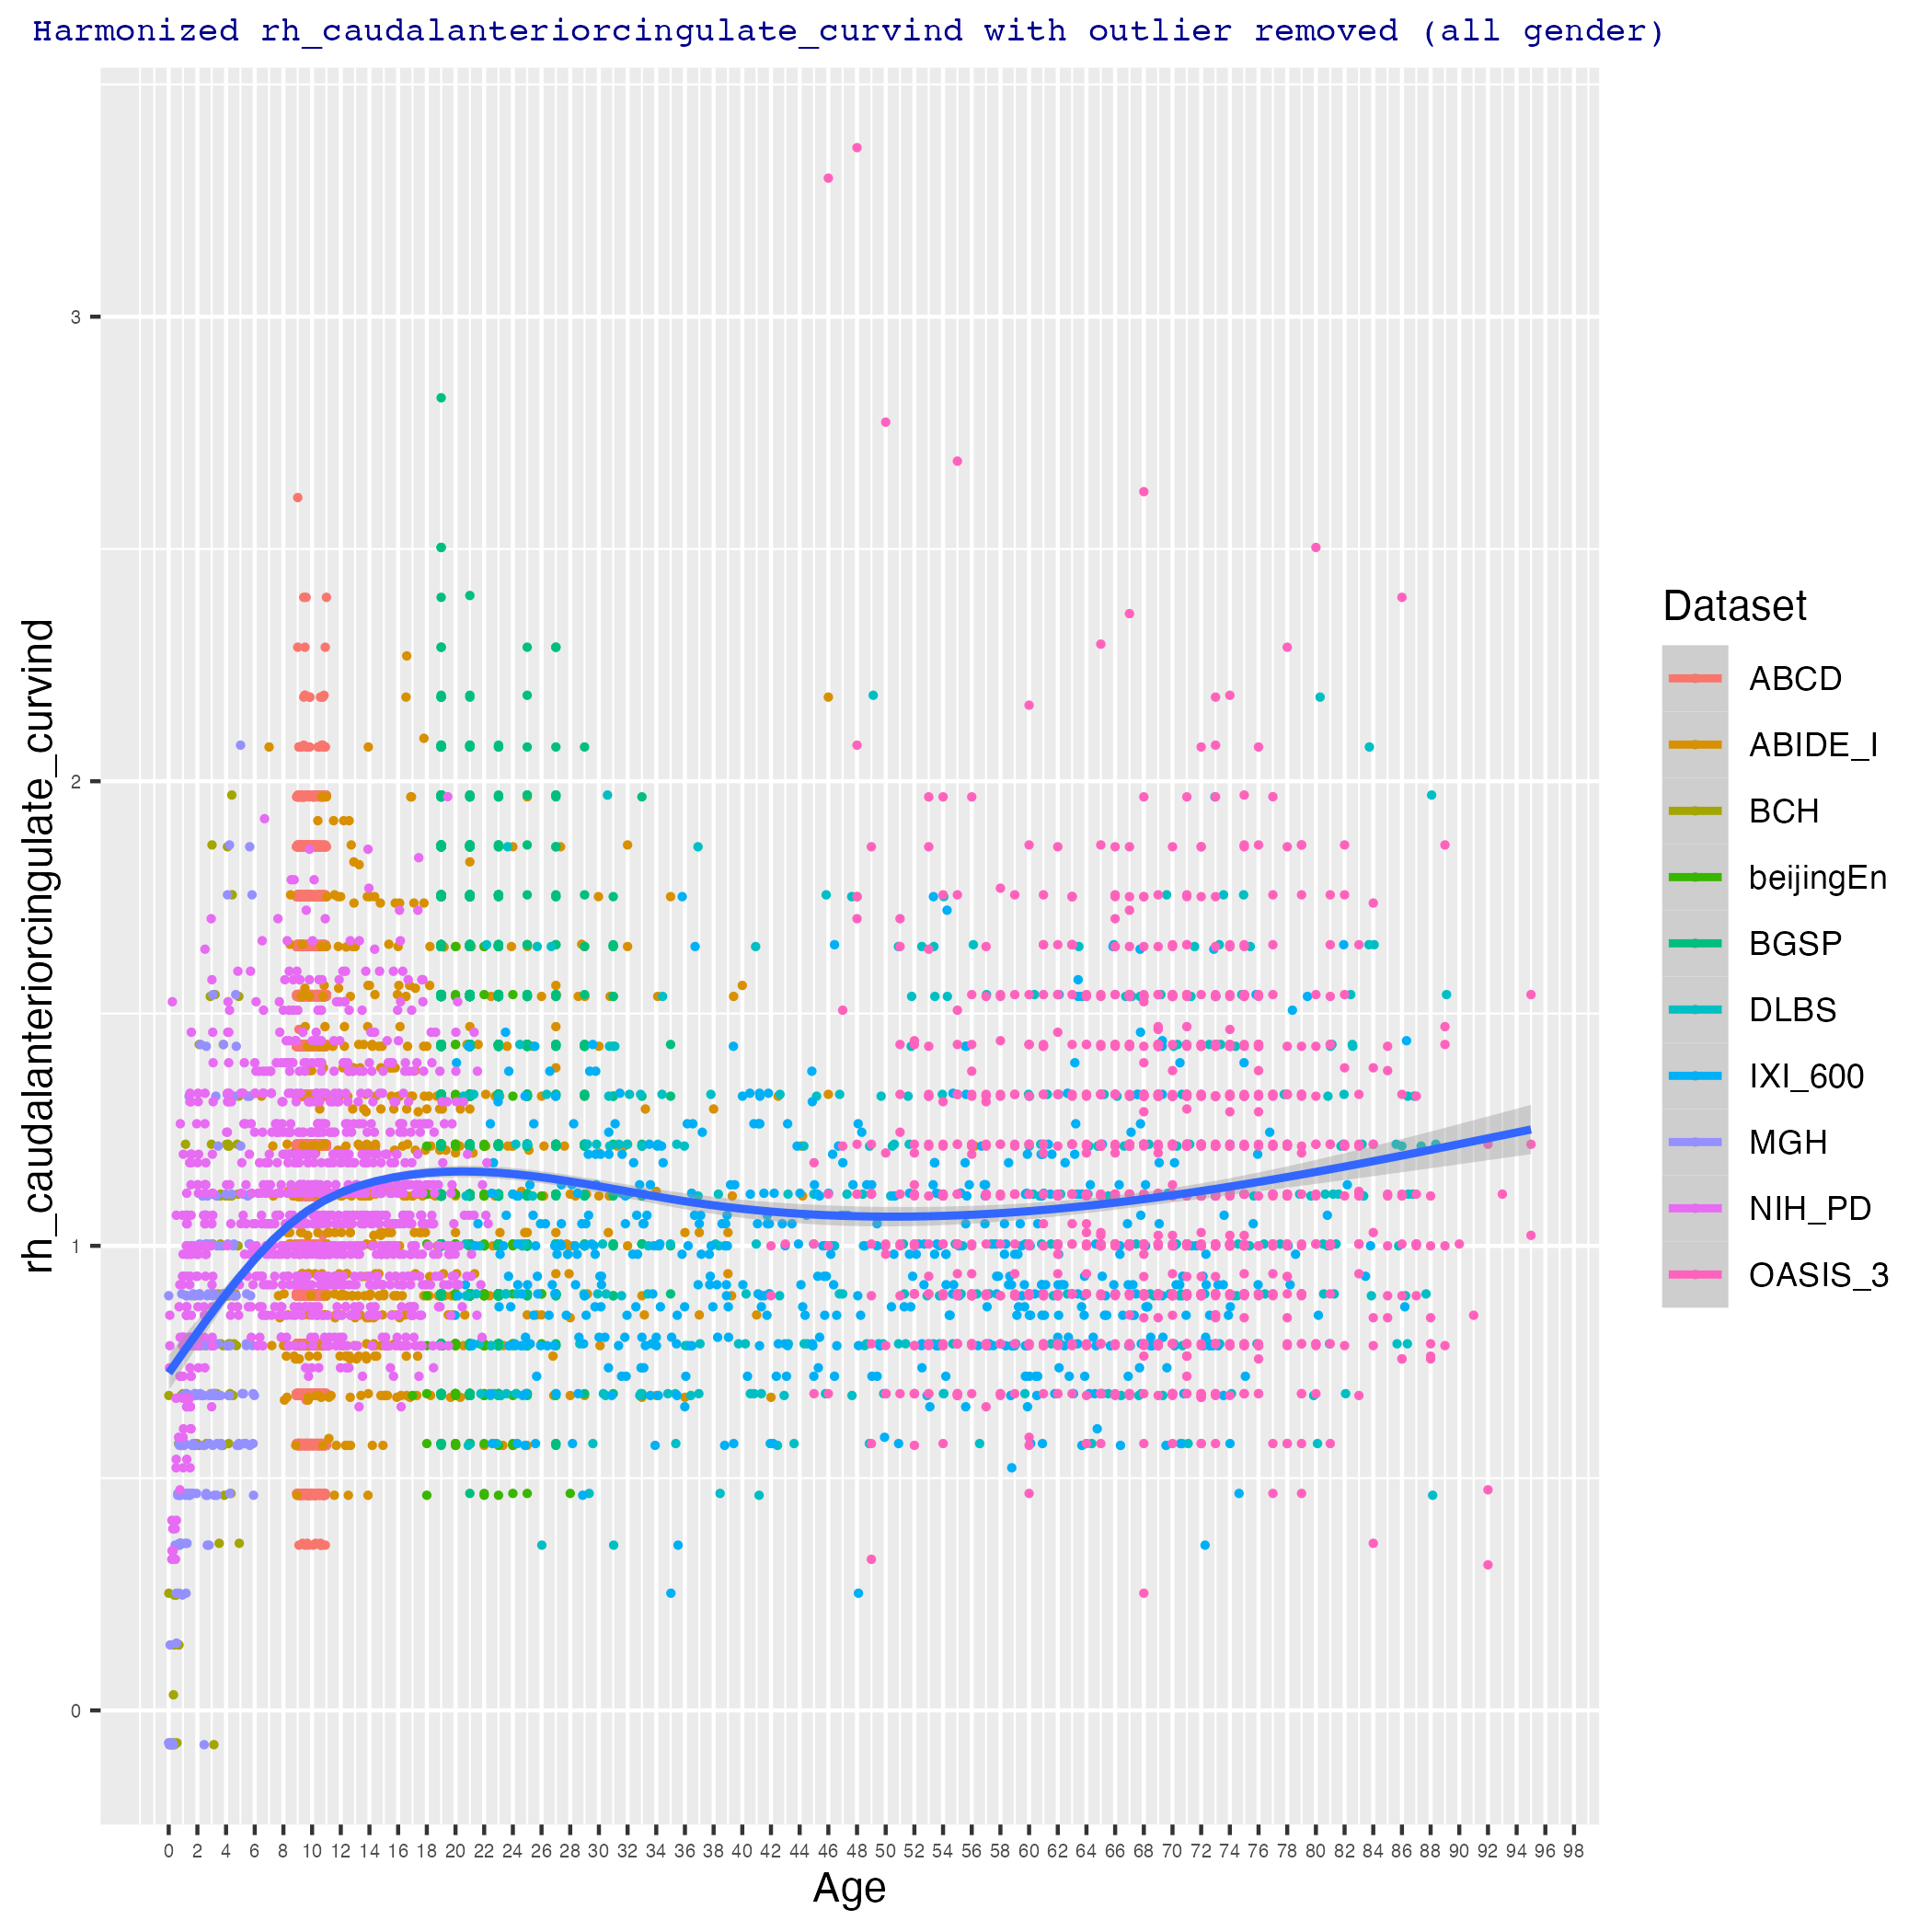 Harmonized rh_caudalanteriorcingulate_curvind with outlier removed (all gender)
rh_caudalanteriorcingulate_curvind
3
2
1
0
0 2 4 6 8 10 12 14 16 18 20 22 24 26 28 30 32 34 36 38 40 42 44 46 48 50 52 54 56 58 60 62 64 66 68 70 72 74 76 78 80 82 84 86 88 90 92 94 96 98
Age
Dataset
ABCD
ABIDE_I
BCH
beijingEn
BGSP
DLBS
IXI_600
MGH
NIH_PD
OASIS_3